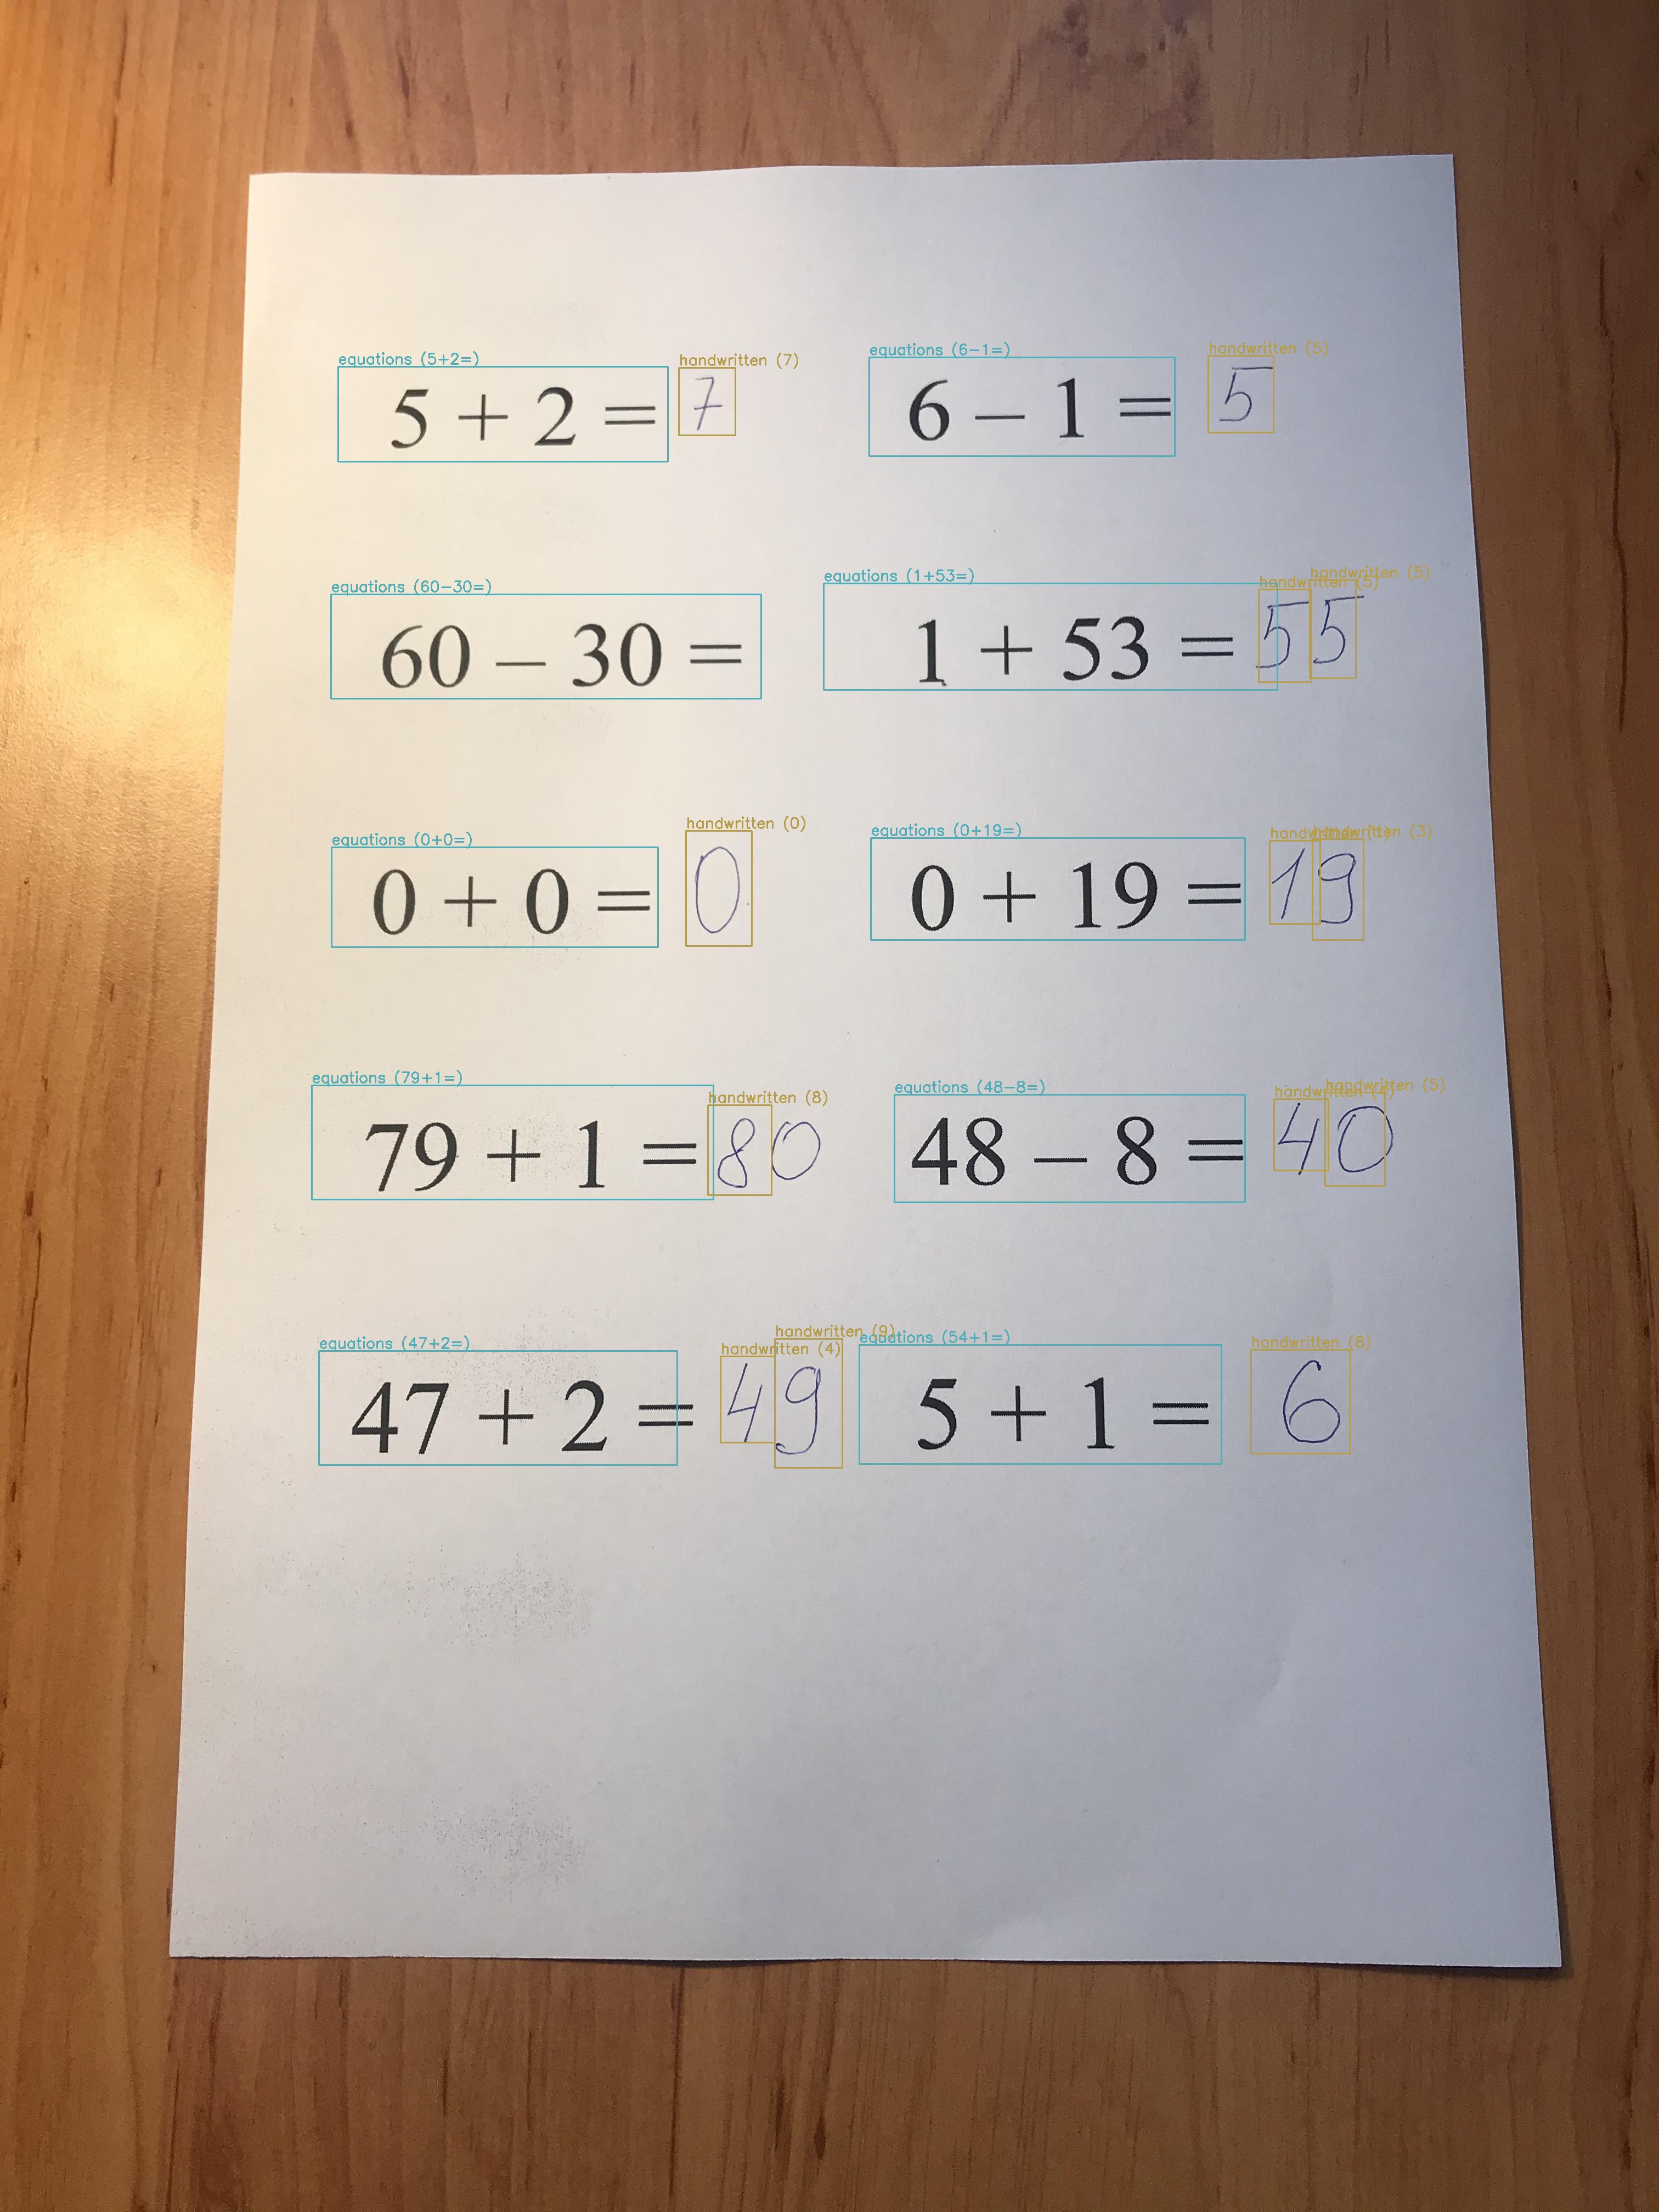 equations (5+2=) handwritten (7) equations (6-1=) handwritten (5)
5 + 2 = 7 6 – 1 = 5
equations (60-30=) equations (1+53=) handwritten (5) handwritten (5)
60 – 30 = 1 + 53 = 55
equations (0+0=) handwritten (0) equations (0+19=) handwritten handwritten (3)
0 + 0 = 0 0 + 19 = 19
equations (79+1=) handwritten (8) equations (48-8=) handwritten (4) handwritten (5)
79 + 1 = 80 48 – 8 = 40
equations (47+2=) handwritten (4) handwritten (9) equations (54+1=) handwritten (8)
47 + 2 = 49 5 + 1 = 6